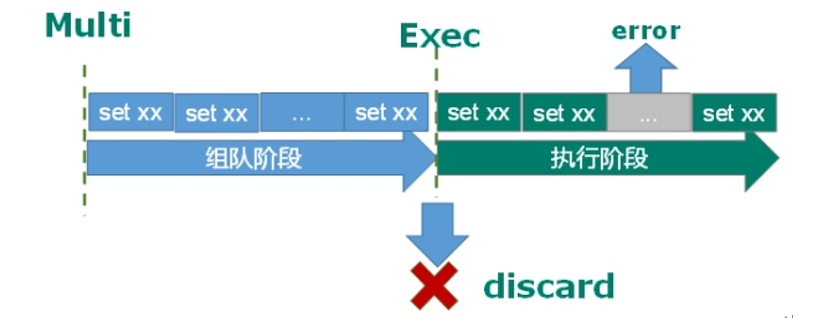 Multi
Exec
error
set xx set xx ... set xx set xx set xx ... set xx
组队阶段 执行阶段
discard